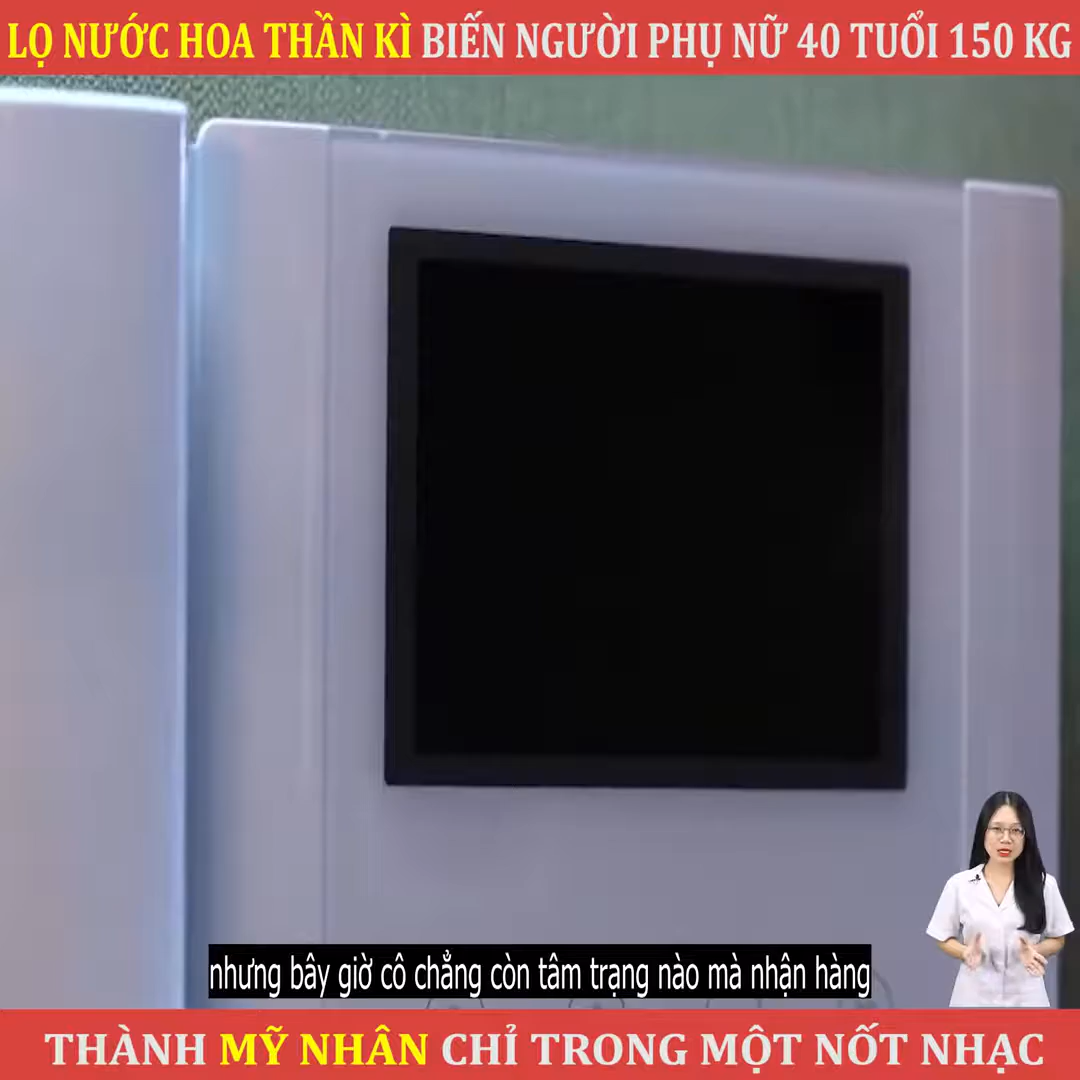 LỌ NƯỚC HOA THẦN KÌ BIẾN NGƯỜI PHỤ NỮ 40 TUỔI 150 KG
nhưng bây giờ cô chẳng còn tâm trạng nào mà nhận hàng
THÀNH MỸ NHÂN CHỈ TRONG MỘT NỐT NHẠC